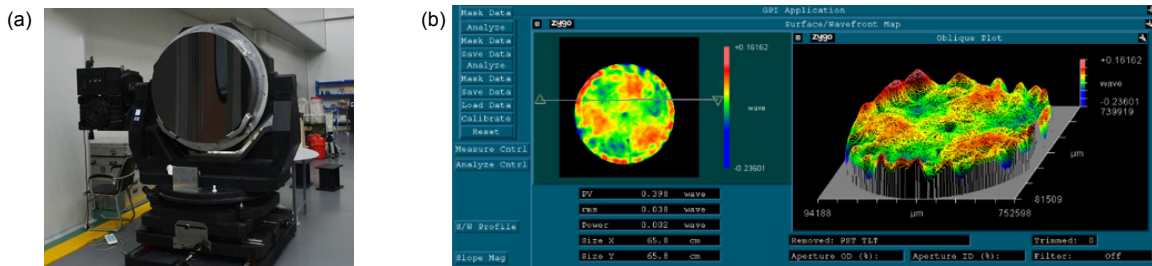 (a)
(b)
GPI Application
Mask Data
Analyze
Mask Data
Save Data
Analyze
Mask Data
Save Data
Load Data
Calibrate
Reset
Measure Cntrl
Analyze Cntrl
S/W Profile
Slope Mag
Surface/Wavefront Map
zygo
+0.16162
wave
-0.23601
PV 0.398 wave
rms 0.038 wave
Power 0.002 wave
Size X 65.8 cm
Size Y 65.8 cm
zygo Oblique Plot
+0.16162
wave
-0.23601
739919
µm
81509
94188 µm 752598
Removed: PST TLT Trimmed: 0
Aperture OD (%): Aperture ID (%): Filter: Off